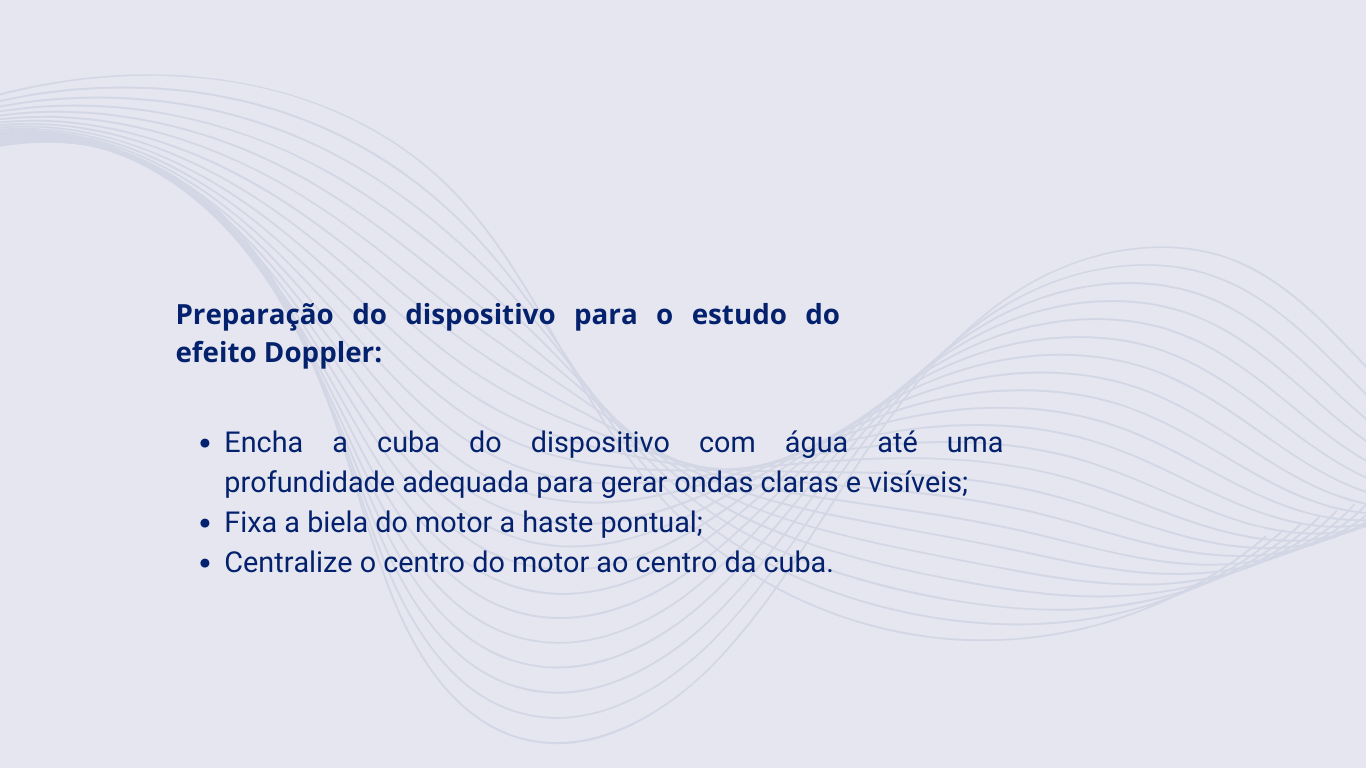 Preparação do dispositivo para o estudo do
efeito Doppler:
• Encha a cuba do dispositivo com água até uma
profundidade adequada para gerar ondas claras e visíveis;
• Fixa a biela do motor a haste pontual;
• Centralize o centro do motor ao centro da cuba.